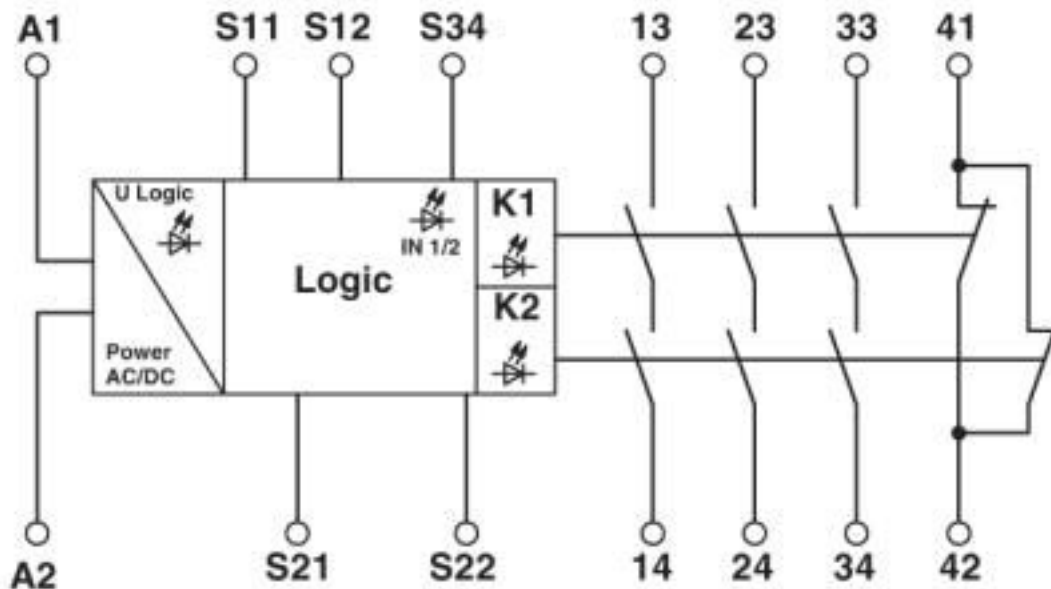 A1 S11 S12 S34 13 23 33 41
U Logic
K1
IN 1/2
Logic
K2
Power
AC/DC
A2 S21 S22 14 24 34 42